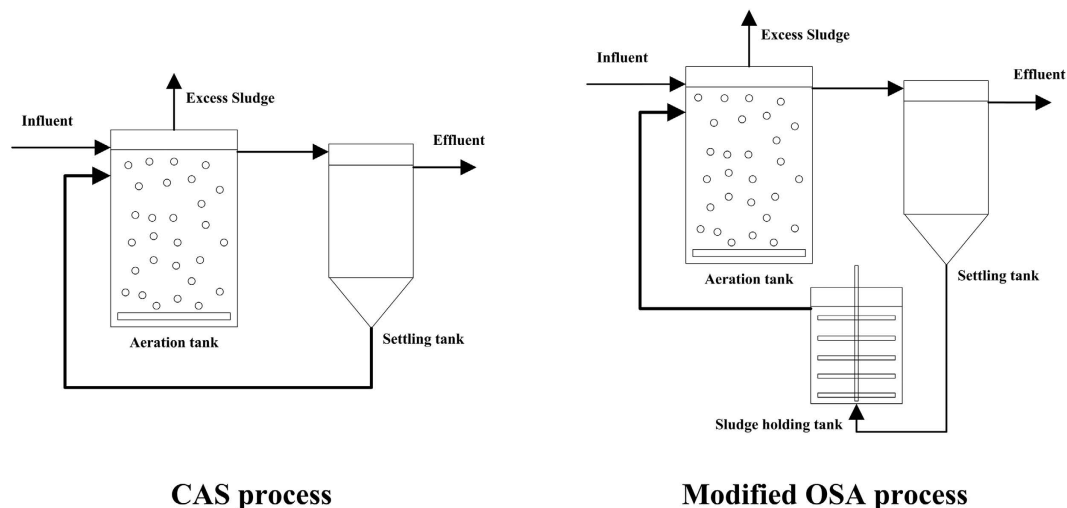 Excess Sludge
Influent
Effluent
Aeration tank
Settling tank
CAS process
Excess Sludge
Influent
Effluent
Aeration tank
Settling tank
Sludge holding tank
Modified OSA process